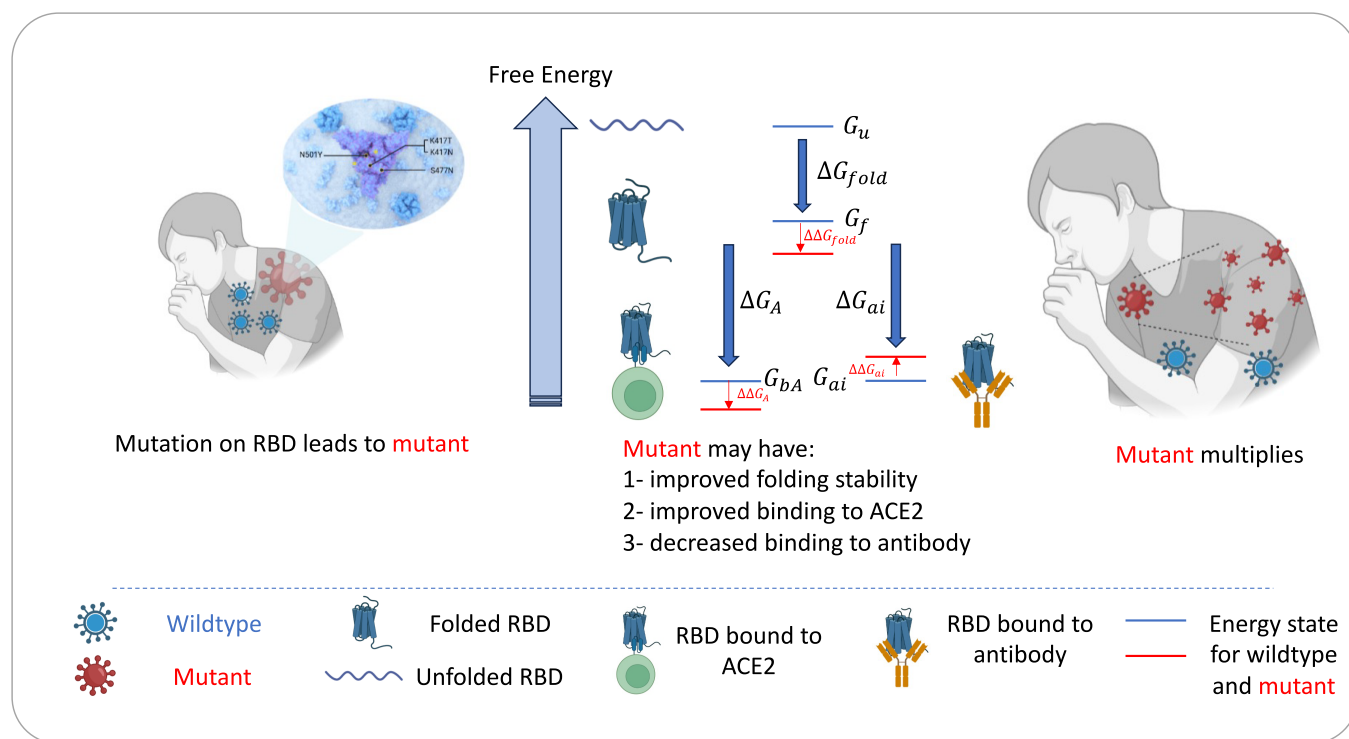 Free Energy
N501Y
K417T
K417N
S477N
G_u
ΔG_fold
G_f
ΔΔG_fold
ΔG_A
ΔG_ai
G_bA
ΔΔG_A
G_ai
ΔΔG_ai
Mutation on RBD leads to mutant
Mutant may have:
1- improved folding stability
2- improved binding to ACE2
3- decreased binding to antibody
Mutant multiplies
Wildtype
Mutant
Folded RBD
Unfolded RBD
RBD bound to
ACE2
RBD bound to
antibody
Energy state
for wildtype
and mutant